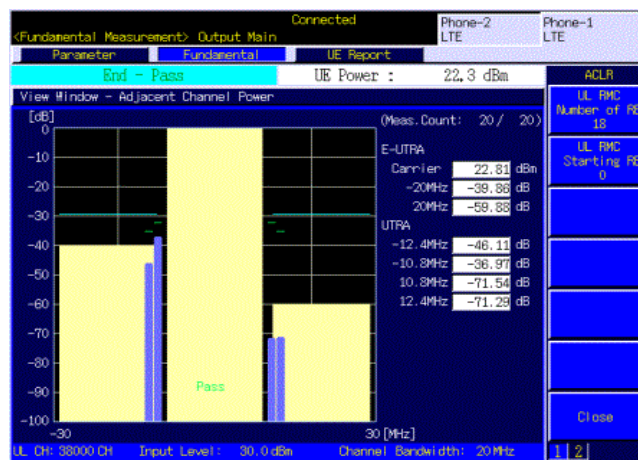 Connected
Phone-2
LTE
Phone-1
LTE
<Fundamental Measurement> Output Main
Parameter
Fundamental
UE Report
End - Pass
UE Power :
22.3 dBm
ACLR
View Window - Adjacent Channel Power
UL RMC
Number of RB
18
[dB]
(Meas.Count: 20/ 20)
0
-10
-20
-30
-40
-50
-60
-70
-80
-90
-100
E-UTRA
Carrier 22.81 dBm
-20MHz -39.86 dB
20MHz -59.88 dB
UTRA
-12.4MHz -46.11 dB
-10.8MHz -36.97 dB
10.8MHz -71.54 dB
12.4MHz -71.29 dB
UL RMC
Starting RB
0
Pass
-30
30 [MHz]
Close
UL CH: 38000 CH Input Level: 30.0 dBm Channel Bandwidth: 20 MHz
1 2